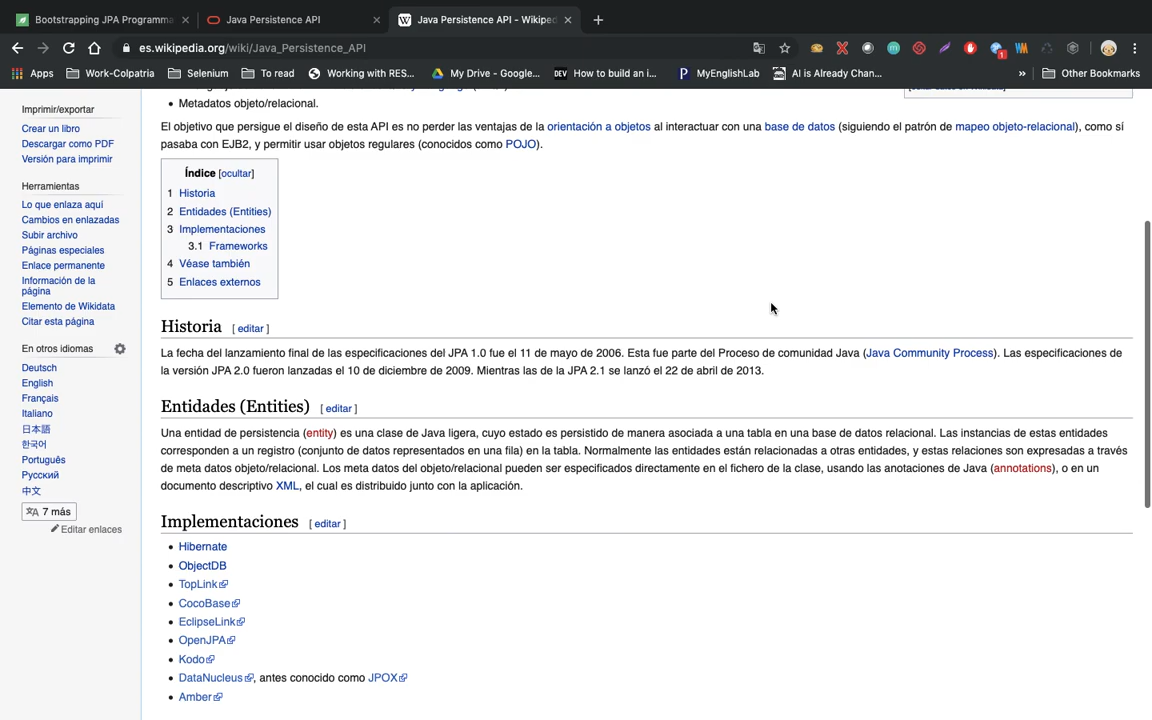 Bootstrapping JPA Programma
Java Persistence API
Java Persistence API - Wikiped
es.wikipedia.org/wiki/Java_Persistence_API
Apps
Work-Colpatria
Selenium
To read
Working with RES...
My Drive - Google...
DEV How to build an i...
MyEnglishLab
AI is Already Chan...
» Other Bookmarks
Imprimir/exportar
Crear un libro
Descargar como PDF
Versión para imprimir
Herramientas
Lo que enlaza aquí
Cambios en enlazadas
Subir archivo
Páginas especiales
Enlace permanente
Información de la
página
Elemento de Wikidata
Citar esta página
En otros idiomas
Deutsch
English
Français
Italiano
日本語
한국어
Português
Русский
中文
7 más
Editar enlaces
• Metadatos objeto/relacional.
El objetivo que persigue el diseño de esta API es no perder las ventajas de la orientación a objetos al interactuar con una base de datos (siguiendo el patrón de mapeo objeto-relacional), como sí
pasaba con EJB2, y permitir usar objetos regulares (conocidos como POJO).
Índice [ocultar]
1 Historia
2 Entidades (Entities)
3 Implementaciones
3.1 Frameworks
4 Véase también
5 Enlaces externos
Historia [ editar ]
La fecha del lanzamiento final de las especificaciones del JPA 1.0 fue el 11 de mayo de 2006. Esta fue parte del Proceso de comunidad Java (Java Community Process). Las especificaciones de
la versión JPA 2.0 fueron lanzadas el 10 de diciembre de 2009. Mientras las de la JPA 2.1 se lanzó el 22 de abril de 2013.
Entidades (Entities) [ editar ]
Una entidad de persistencia (entity) es una clase de Java ligera, cuyo estado es persistido de manera asociada a una tabla en una base de datos relacional. Las instancias de estas entidades
corresponden a un registro (conjunto de datos representados en una fila) en la tabla. Normalmente las entidades están relacionadas a otras entidades, y estas relaciones son expresadas a través
de meta datos objeto/relacional. Los meta datos del objeto/relacional pueden ser especificados directamente en el fichero de la clase, usando las anotaciones de Java (annotations), o en un
documento descriptivo XML, el cual es distribuido junto con la aplicación.
Implementaciones [ editar ]
• Hibernate
• ObjectDB
• TopLink
• CocoBase
• EclipseLink
• OpenJPA
• Kodo
• DataNucleus, antes conocido como JPOX
• Amber